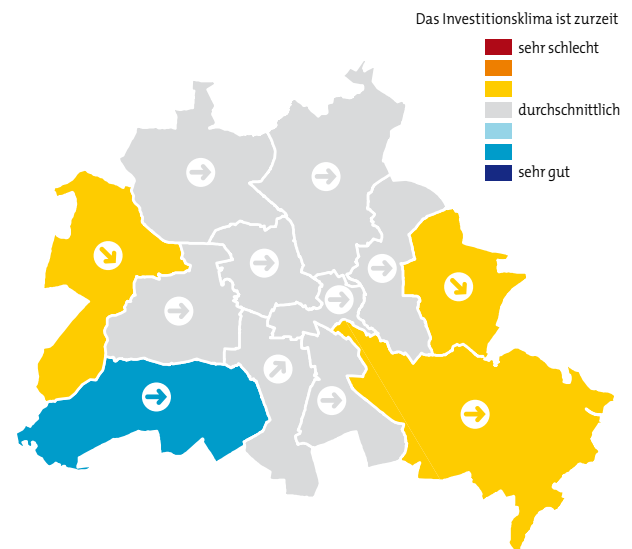 Das Investitionsklima ist zurzeit
sehr schlecht
durchschnittlich
sehr gut